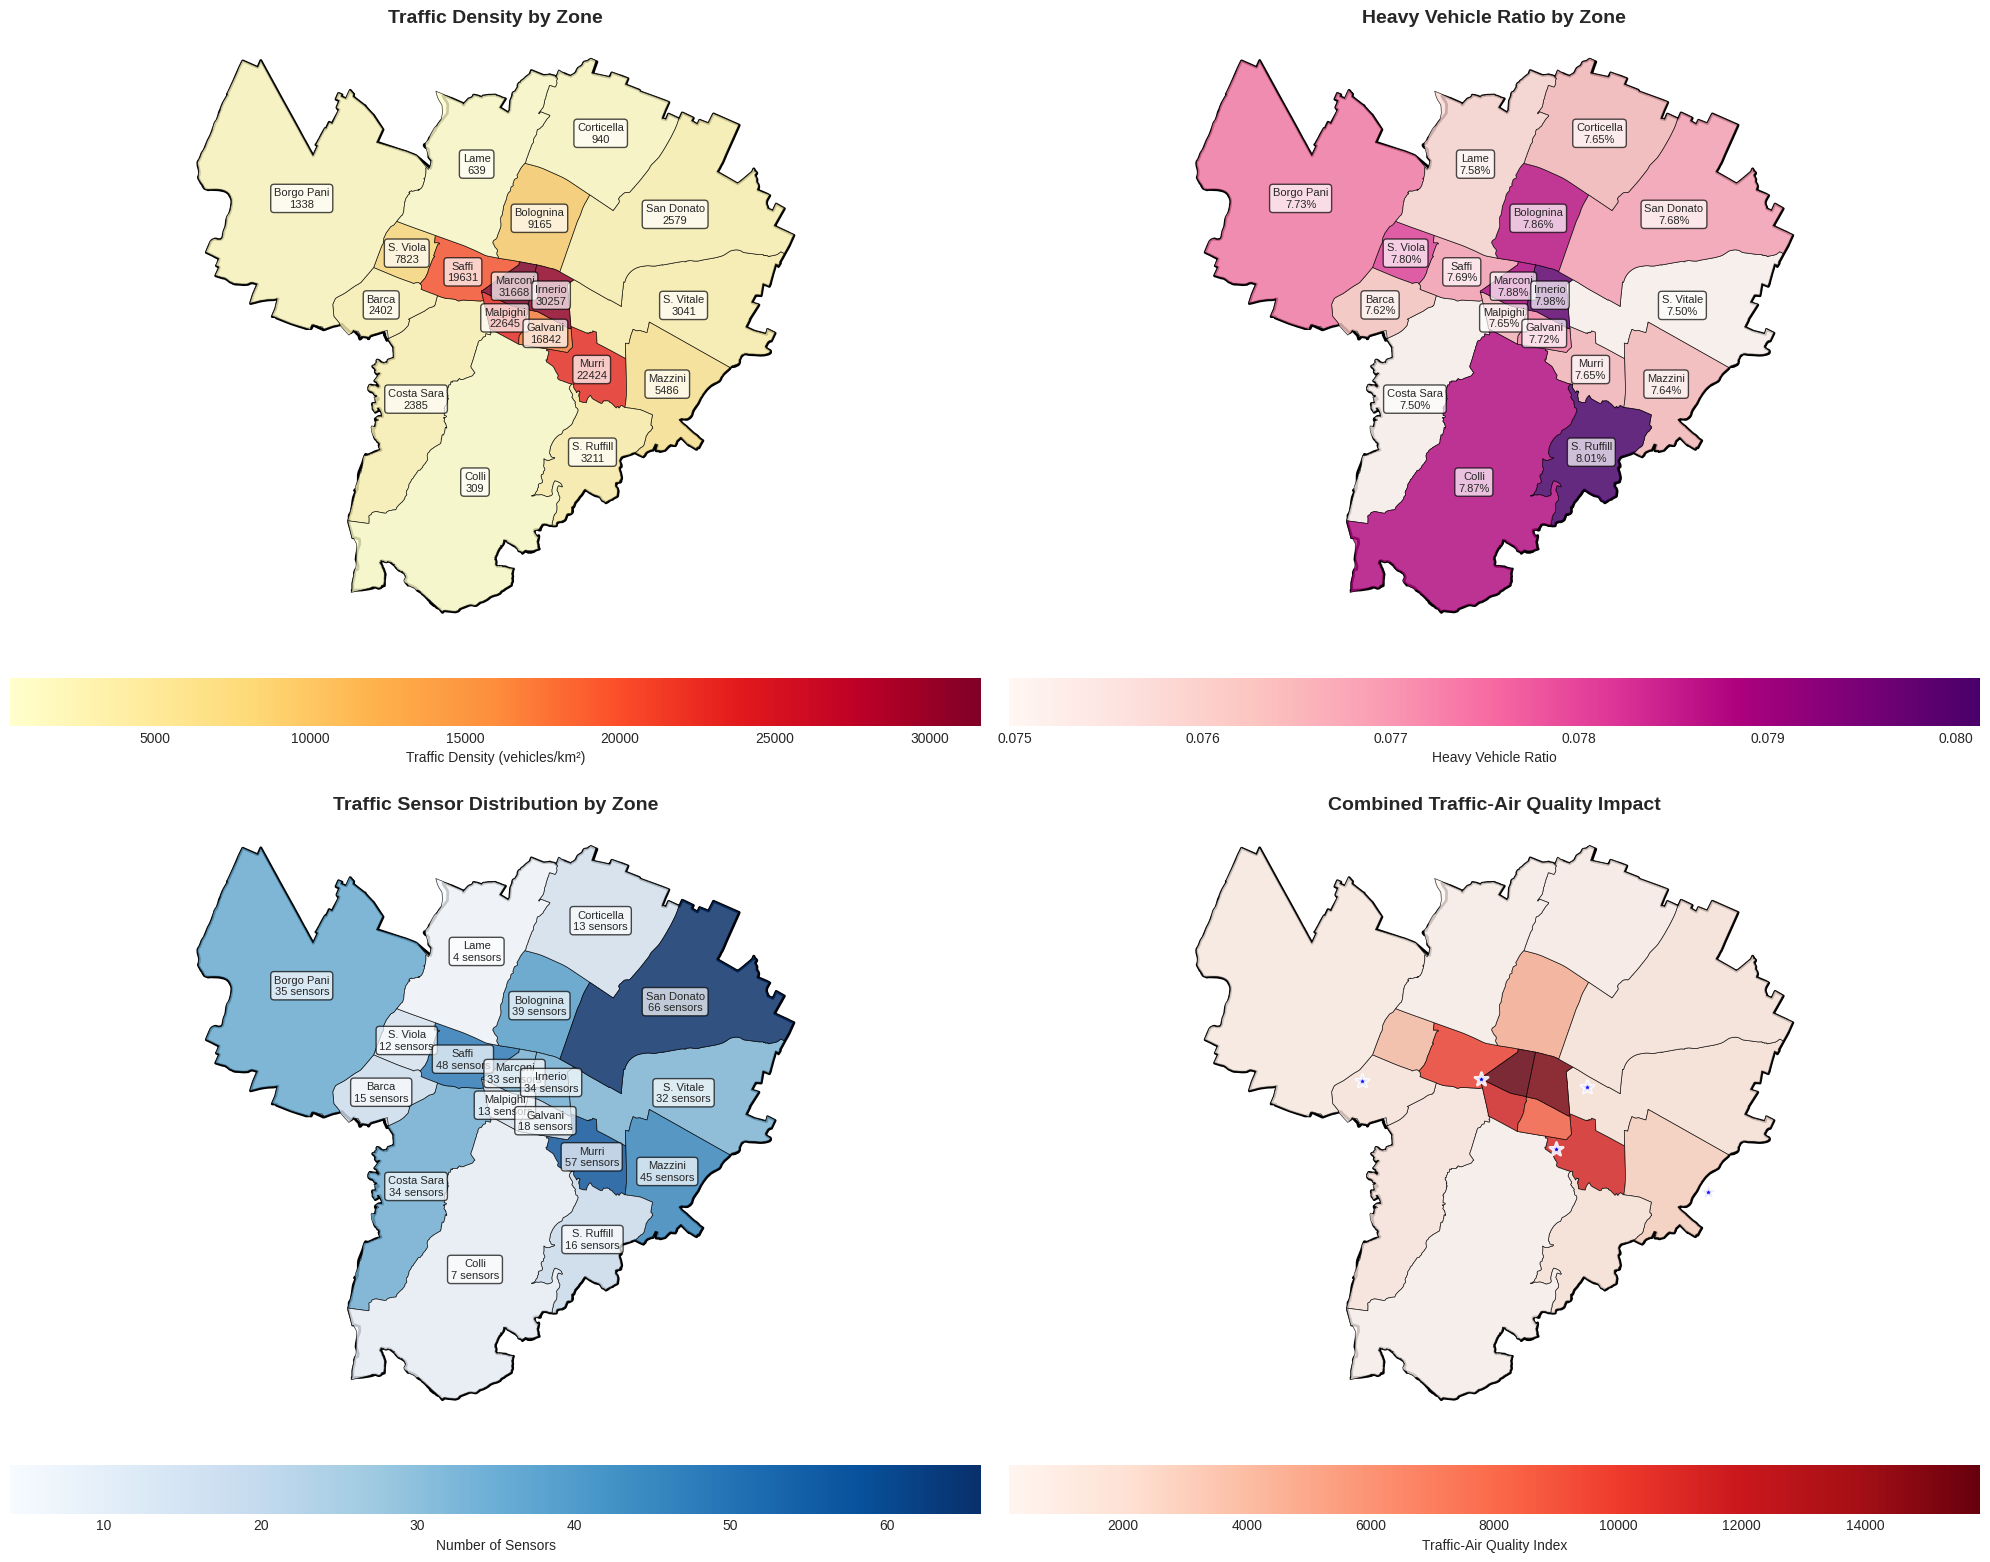 Traffic Density by Zone
Corticella
940
Lame
639
Borgo Pani
1338
Bolognina
9165
San Donato
2579
S. Viola
7823
Saffi
19631
Marconi
31668
Irnerio
30257
Barca
2402
S. Vitale
3041
Malpighi
22645
Galvani
16842
Murri
22424
Mazzini
5486
Costa Sara
2385
S. Ruffill
3211
Colli
309
5000
10000
15000
20000
25000
30000
Traffic Density (vehicles/km²)
Heavy Vehicle Ratio by Zone
Corticella
7.65%
Lame
7.58%
Borgo Pani
7.73%
Bolognina
7.86%
San Donato
7.68%
S. Viola
7.80%
Saffi
7.69%
Marconi
7.88%
Irnerio
7.98%
Barca
7.62%
S. Vitale
7.50%
Malpighi
7.65%
Galvani
7.72%
Murri
7.65%
Mazzini
7.64%
Costa Sara
7.50%
S. Ruffill
8.01%
Colli
7.87%
0.075
0.076
0.077
0.078
0.079
0.080
Heavy Vehicle Ratio
Traffic Sensor Distribution by Zone
Corticella
13 sensors
Lame
4 sensors
Borgo Pani
35 sensors
Bolognina
39 sensors
San Donato
66 sensors
S. Viola
12 sensors
Saffi
48 sensors
Marconi
33 sensors
Irnerio
34 sensors
Barca
15 sensors
S. Vitale
32 sensors
Malpighi
13 sensors
Galvani
18 sensors
Murri
57 sensors
Mazzini
45 sensors
Costa Sara
34 sensors
S. Ruffill
16 sensors
Colli
7 sensors
10
20
30
40
50
60
Number of Sensors
Combined Traffic-Air Quality Impact
2000
4000
6000
8000
10000
12000
14000
Traffic-Air Quality Index